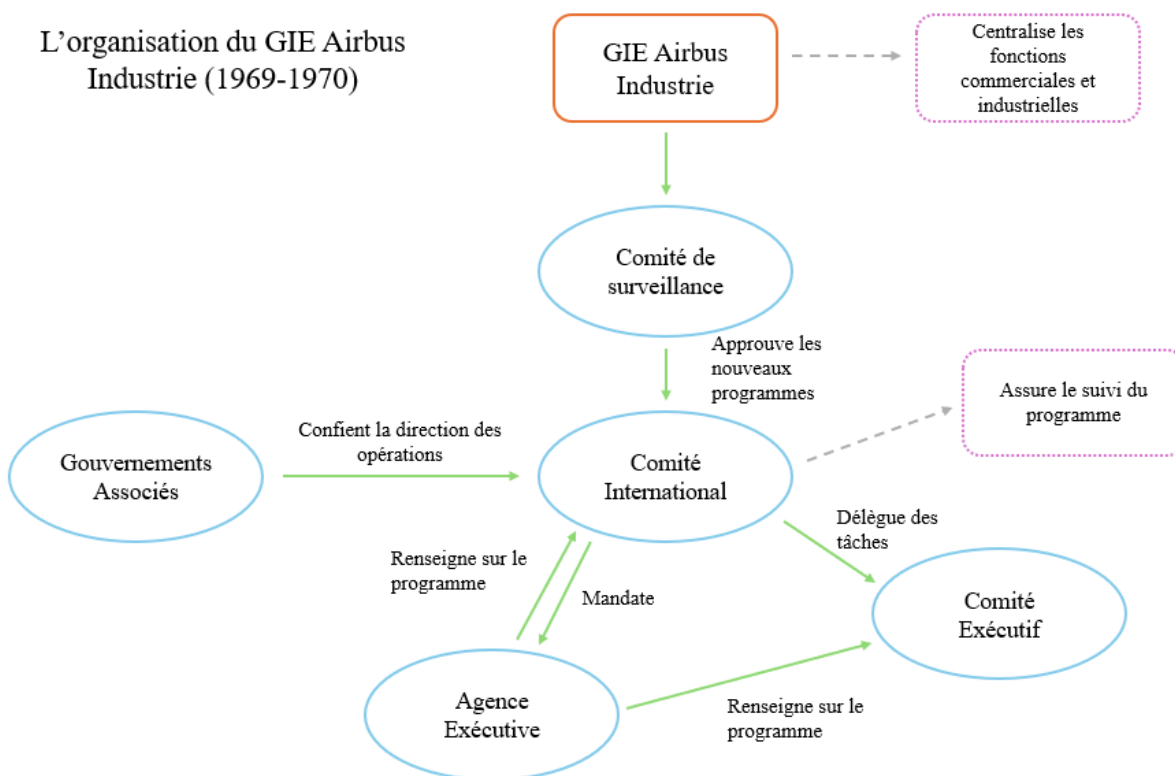 L’organisation du GIE Airbus
Industrie (1969-1970)
GIE Airbus
Industrie
Centralise les
fonctions
commerciales et
industrielles
Comité de
surveillance
Approuve les
nouveaux
programmes
Assure le suivi du
programme
Confient la direction des
opérations
Gouvernements
Associés
Comité
International
Délègue des
tâches
Renseigne sur le
programme
Mandate
Comité
Exécutif
Agence
Exécutive
Renseigne sur le
programme